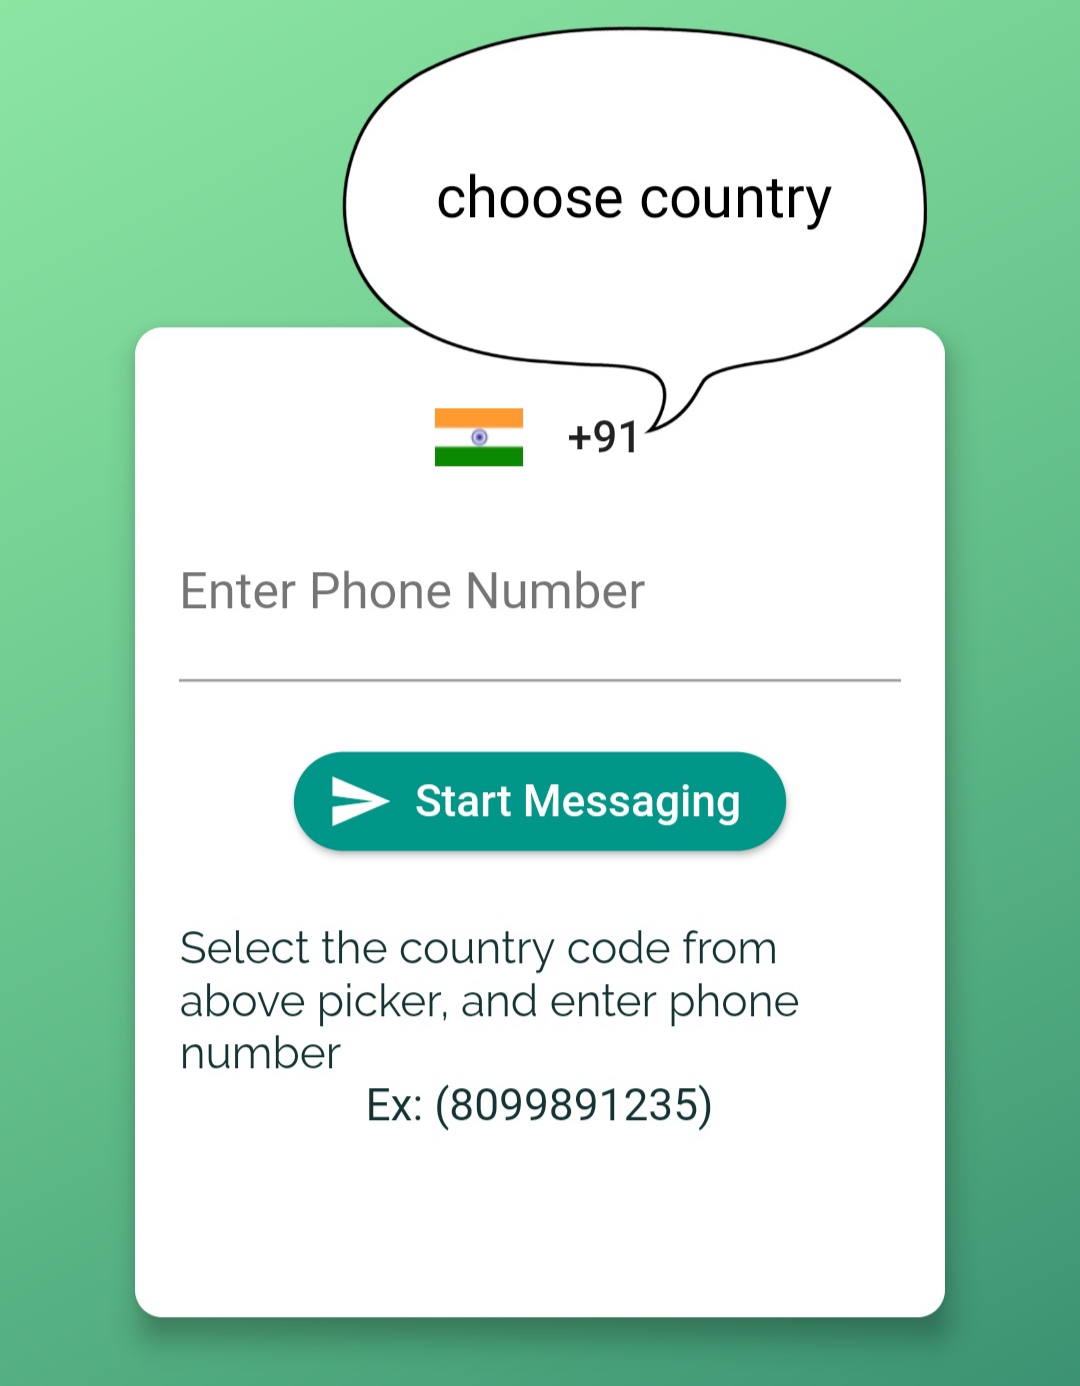 choose country
+91
Enter Phone Number
Start Messaging
Select the country code from
above picker, and enter phone
number
Ex: (8099891235)